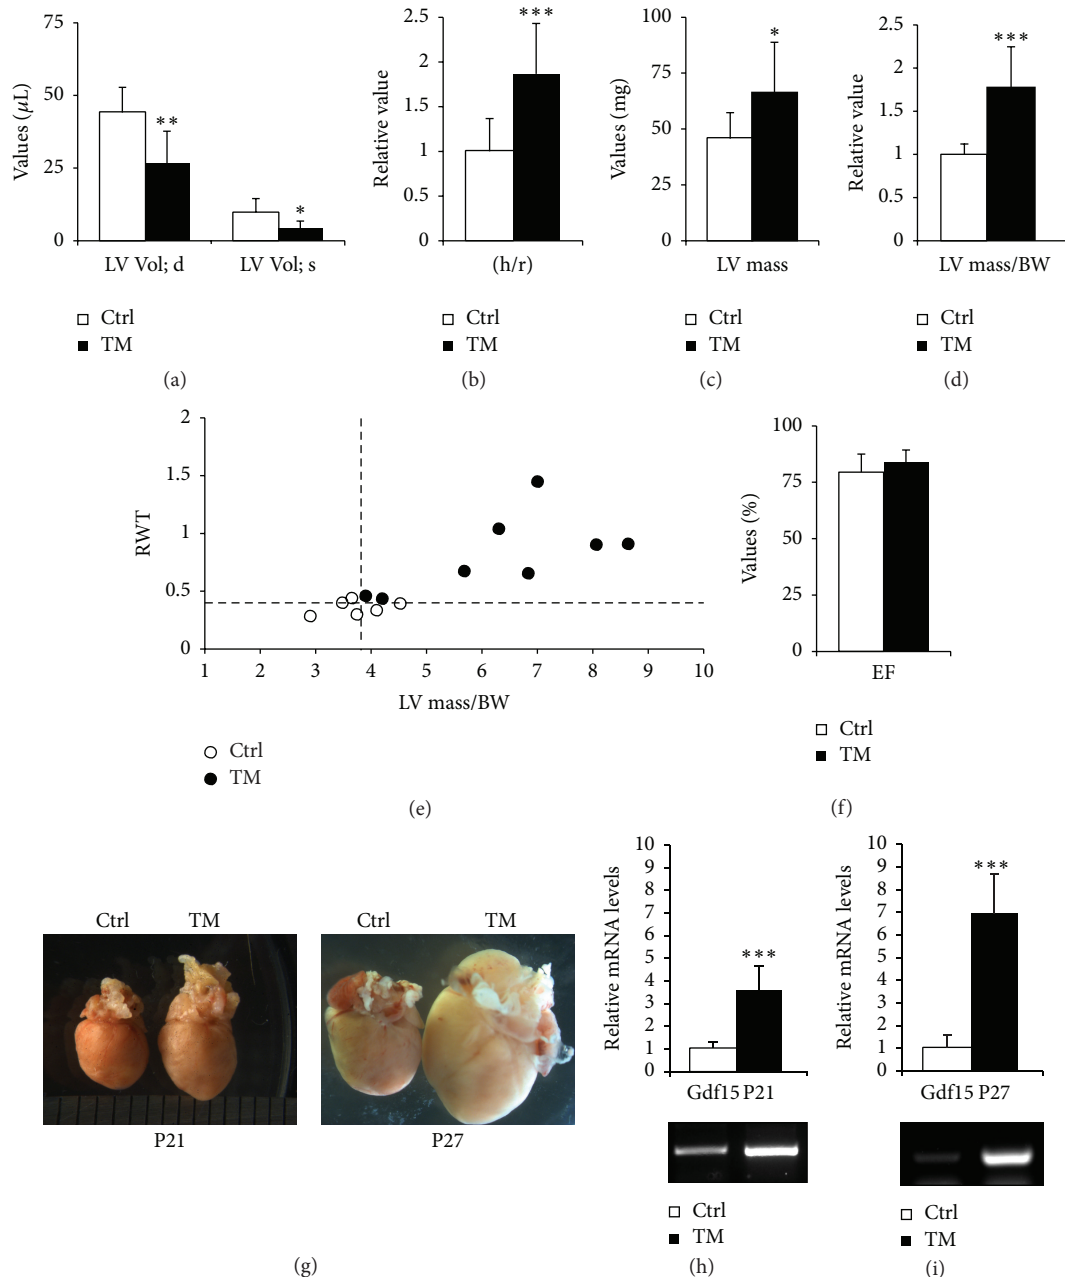 Values (µL)
75
50
25
0
**
*
LV Vol; d
LV Vol; s
Ctrl
TM
(a)
Relative value
2.5
2
1.5
1
0.5
0
***
(h/r)
Ctrl
TM
(b)
Values (mg)
100
75
50
25
0
*
LV mass
Ctrl
TM
(c)
Relative value
2.5
2
1.5
1
0.5
0
***
LV mass/BW
Ctrl
TM
(d)
RWT
2
1.5
1
0.5
0
1 2 3 4 5 6 7 8 9 10
LV mass/BW
Ctrl
TM
(e)
Values (%)
100
75
50
25
0
EF
Ctrl
TM
(f)
Ctrl TM
P21
Ctrl TM
P27
(g)
Relative mRNA levels
10
9
8
7
6
5
4
3
2
1
0
***
Gdf15 P21
Ctrl
TM
(h)
Relative mRNA levels
10
9
8
7
6
5
4
3
2
1
0
***
Gdf15 P27
Ctrl
TM
(i)